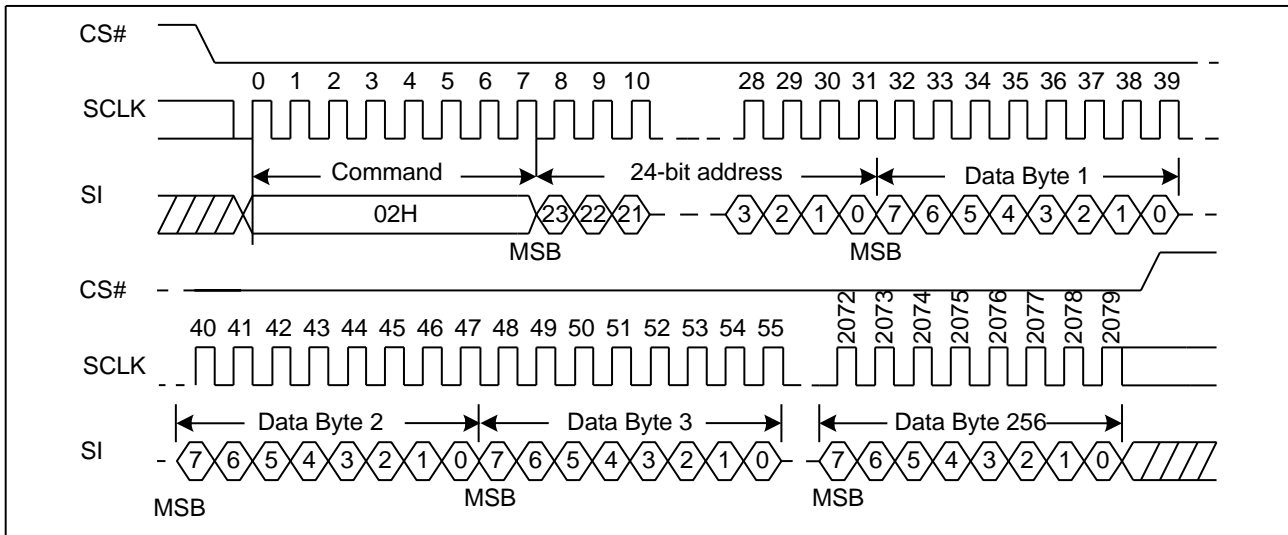 CS#
0 1 2 3 4 5 6 7 8 9 10 28 29 30 31 32 33 34 35 36 37 38 39
SCLK
Command 24-bit address Data Byte 1
SI
02H 23 22 21 3 2 1 0 7 6 5 4 3 2 1 0
MSB MSB
CS#
40 41 42 43 44 45 46 47 48 49 50 51 52 53 54 55 2072 2073 2074 2075 2076 2077 2078 2079
SCLK
Data Byte 2 Data Byte 3 Data Byte 256
SI
7 6 5 4 3 2 1 0 7 6 5 4 3 2 1 0 7 6 5 4 3 2 1 0
MSB MSB MSB